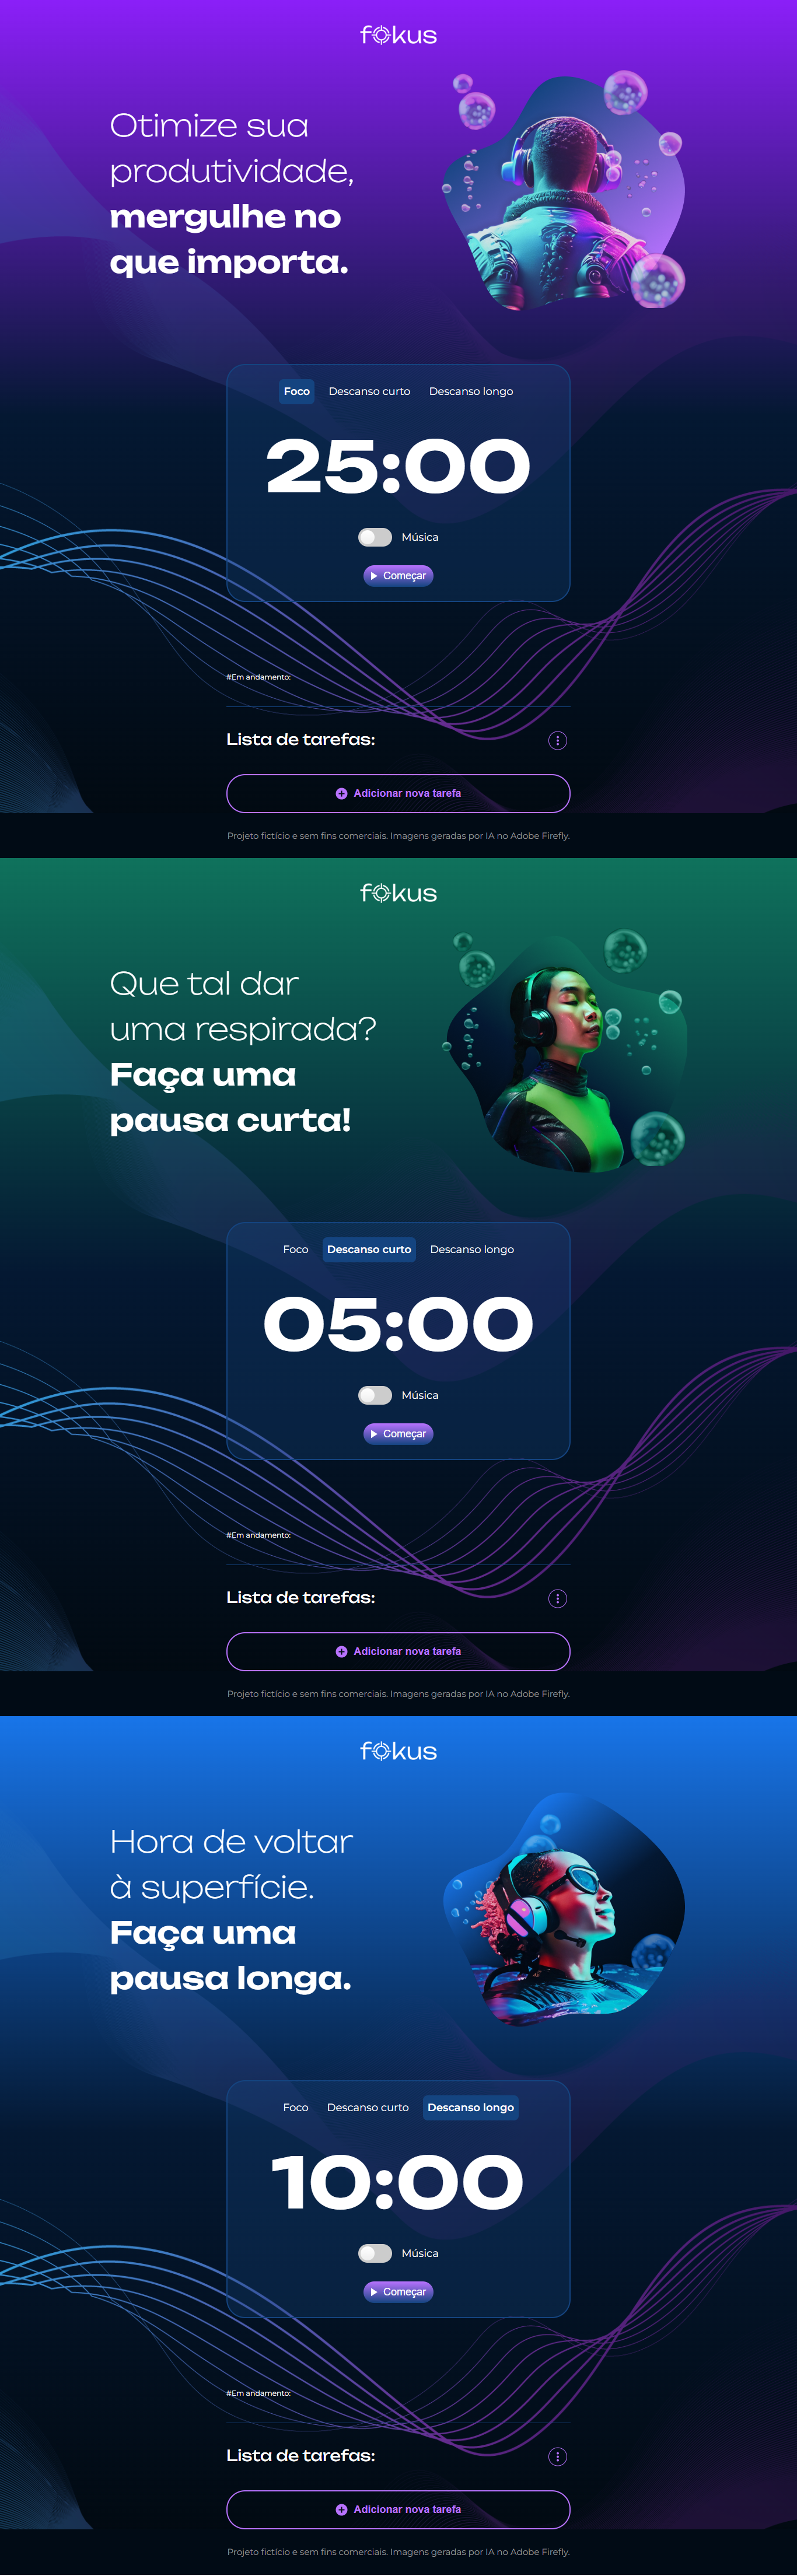 fokus
Otimize sua
produtividade,
mergulhe no
que importa.
Foco Descanso curto Descanso longo
25:00
Música
Começar
#Em andamento:
Lista de tarefas:
Adicionar nova tarefa
Projeto fictício e sem fins comerciais. Imagens geradas por IA no Adobe Firefly.
fokus
Que tal dar
uma respirada?
Faça uma
pausa curta!
Foco Descanso curto Descanso longo
05:00
Música
Começar
#Em andamento:
Lista de tarefas:
Adicionar nova tarefa
Projeto fictício e sem fins comerciais. Imagens geradas por IA no Adobe Firefly.
fokus
Hora de voltar
à superfície.
Faça uma
pausa longa.
Foco Descanso curto Descanso longo
10:00
Música
Começar
#Em andamento:
Lista de tarefas:
Adicionar nova tarefa
Projeto fictício e sem fins comerciais. Imagens geradas por IA no Adobe Firefly.